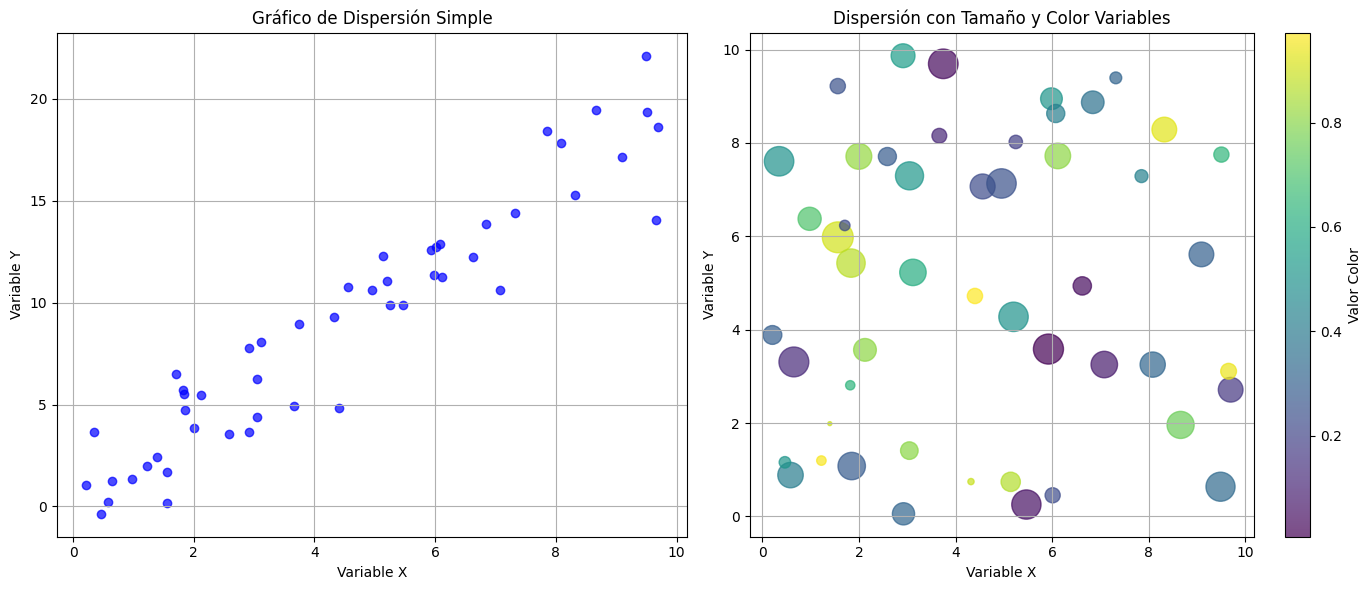 Gráfico de Dispersión Simple
Variable Y
20
15
10
5
0
0 2 4 6 8 10
Variable X
Dispersión con Tamaño y Color Variables
Variable Y
10
8
6
4
2
0
0 2 4 6 8 10
Variable X
0.8
0.6
0.4
0.2
Valor Color